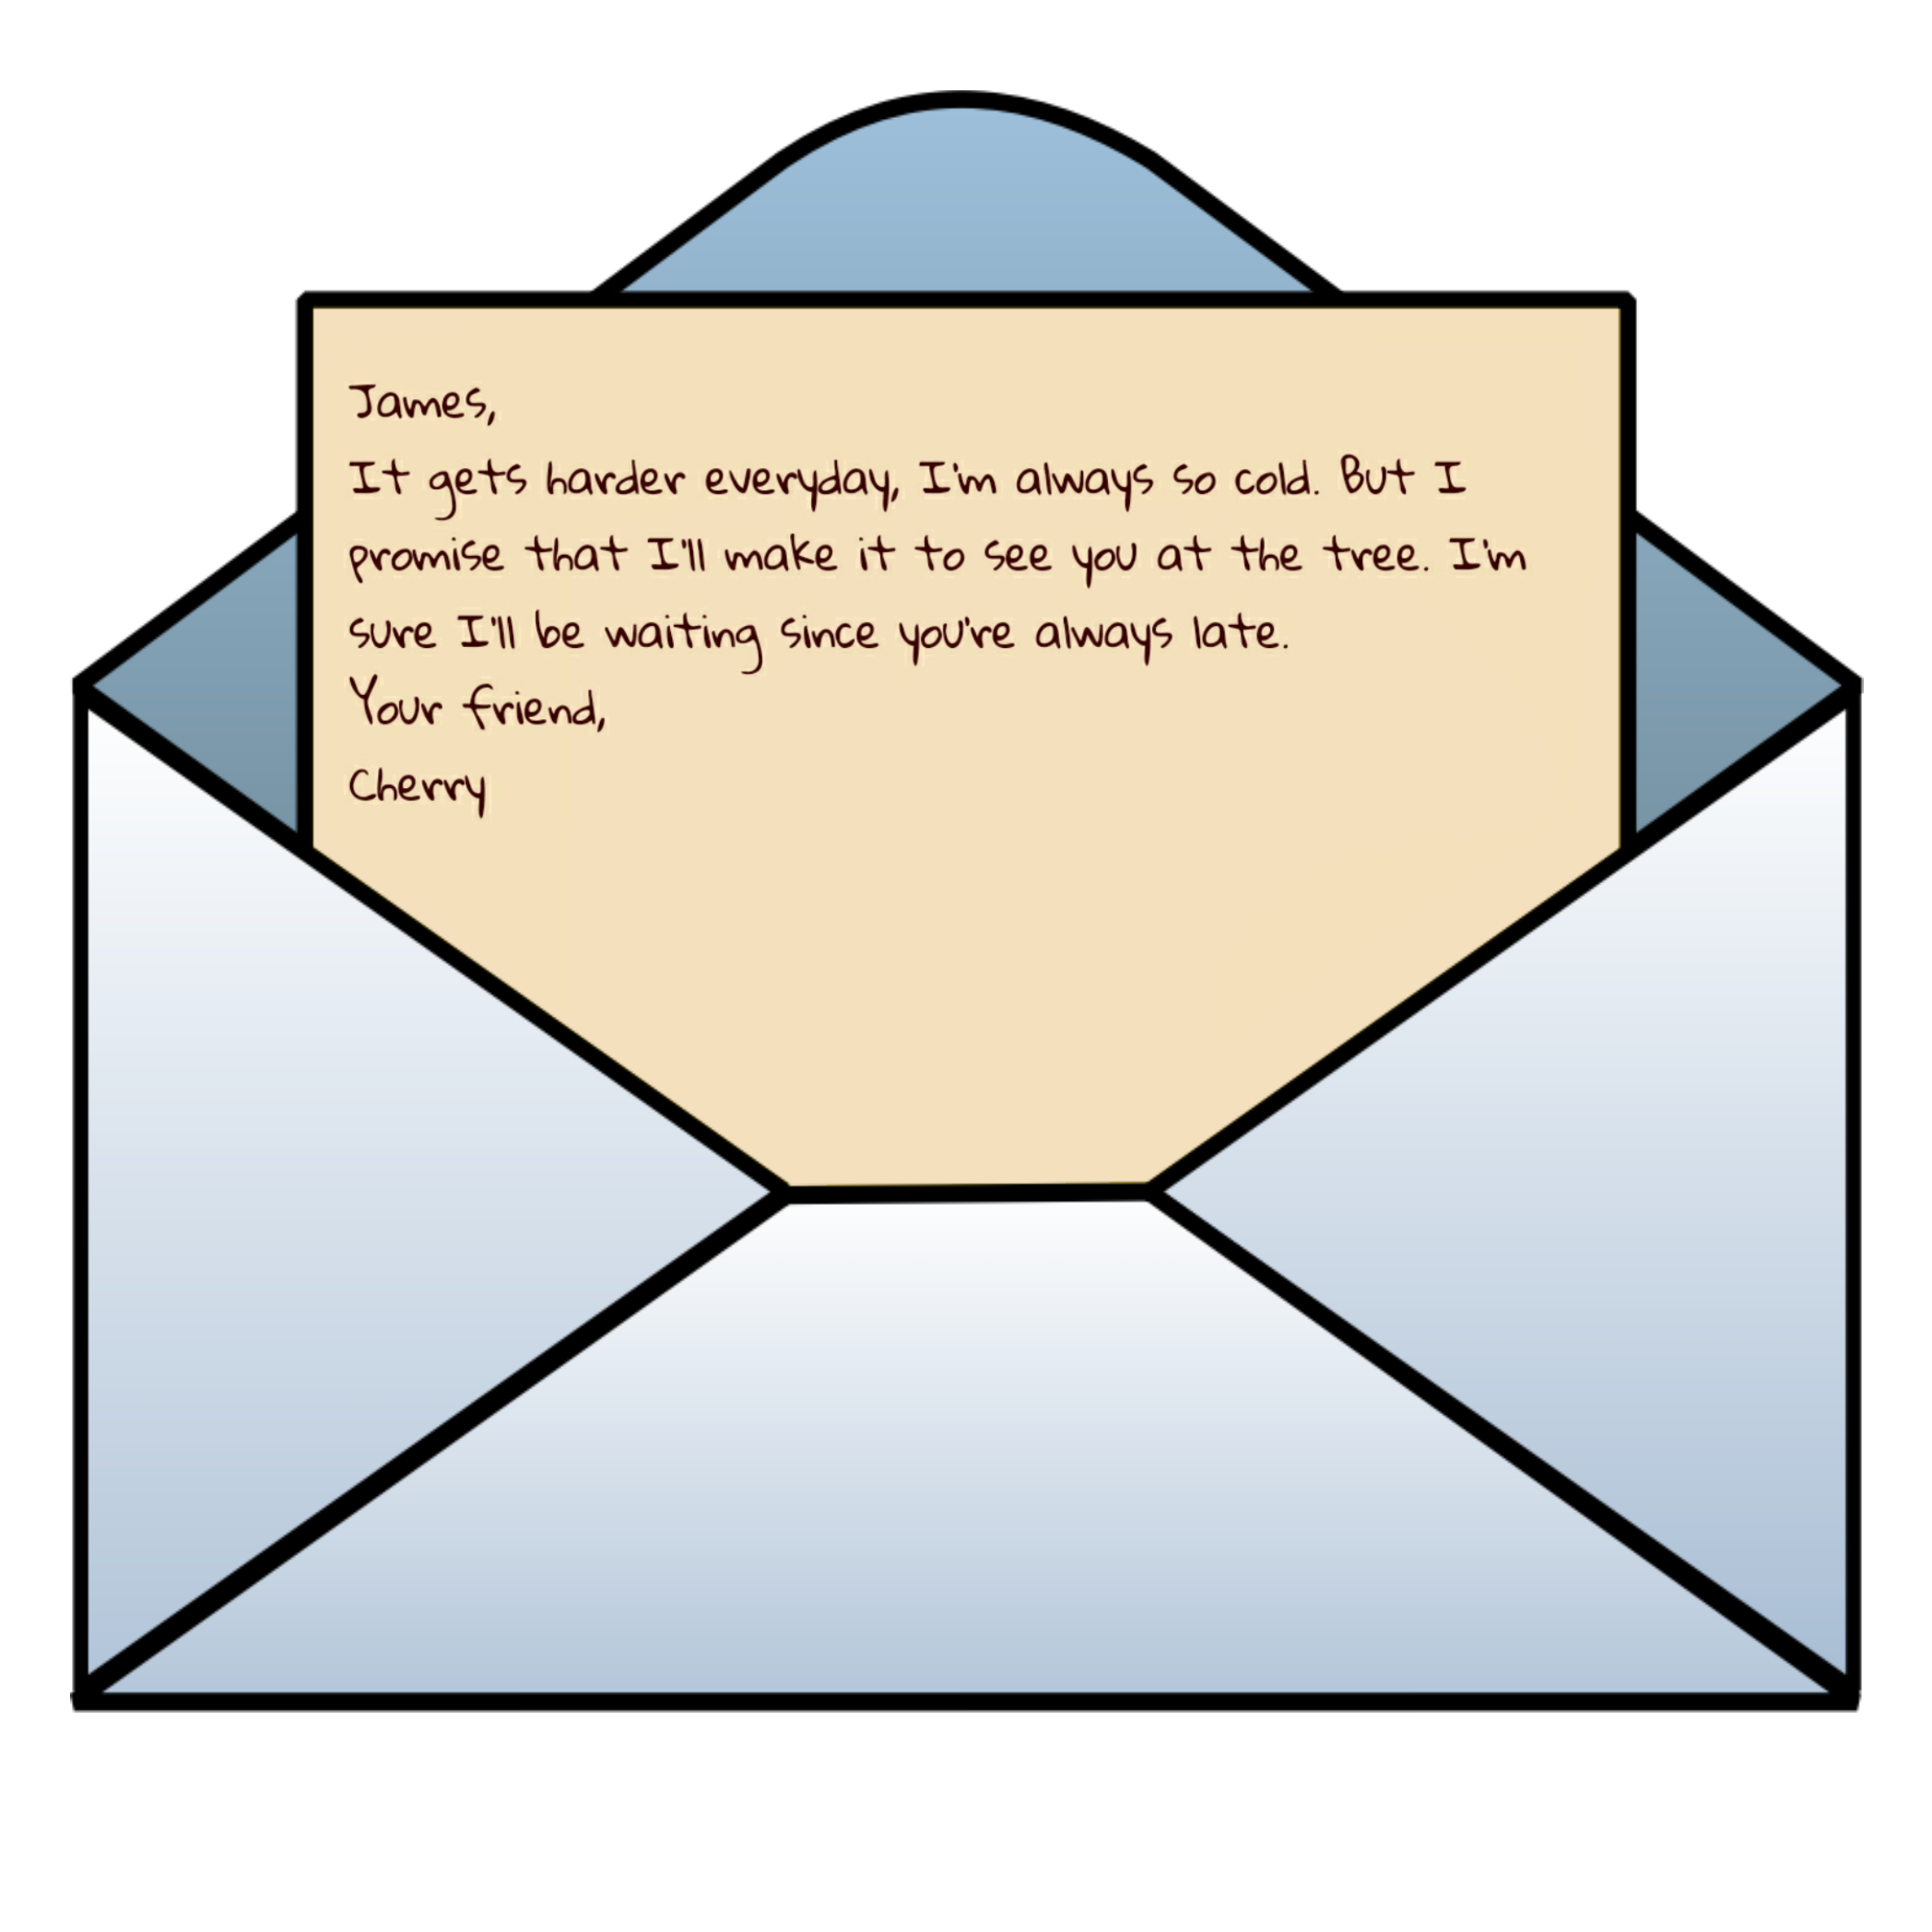 James,
It gets harder everyday, I'm always so cold. But I
promise that I'll make it to see you at the tree. I'm
sure I'll be waiting since you're always late.
Your friend,
Cherry